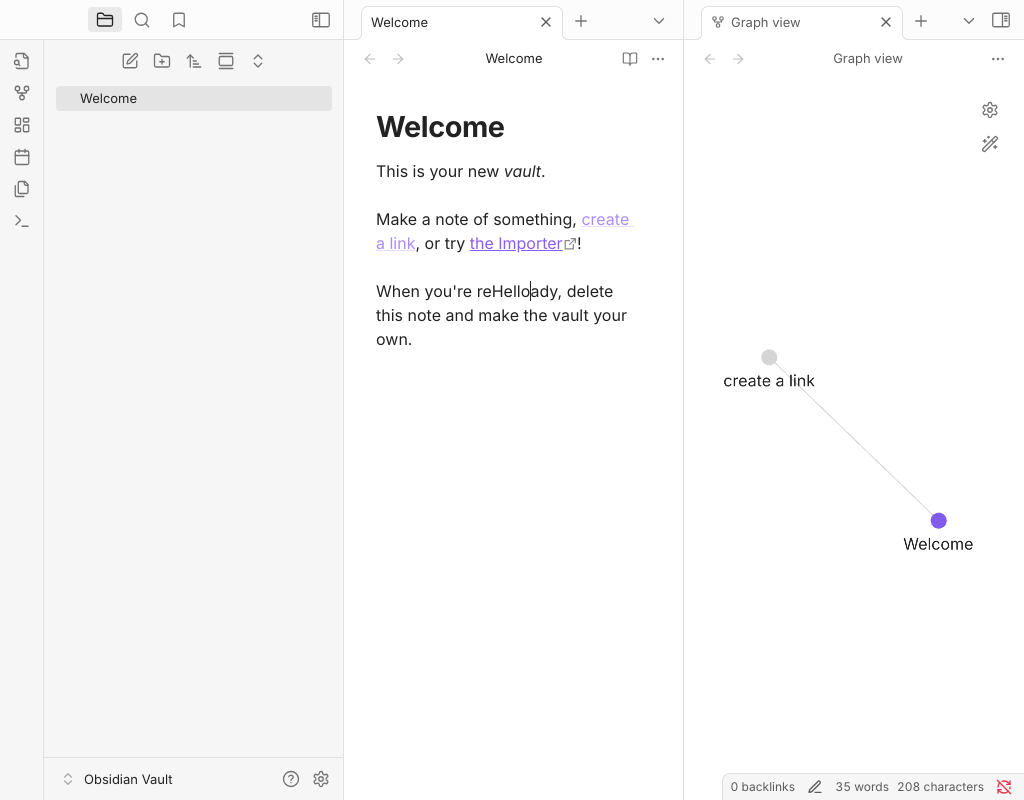 Welcome
Graph view
Welcome
Graph view
Welcome
Welcome
This is your new vault.
Make a note of something, create
a link, or try the Importer!
When you're reHelloady, delete
this note and make the vault your
own.
create a link
Welcome
Obsidian Vault
0 backlinks
35 words
208 characters